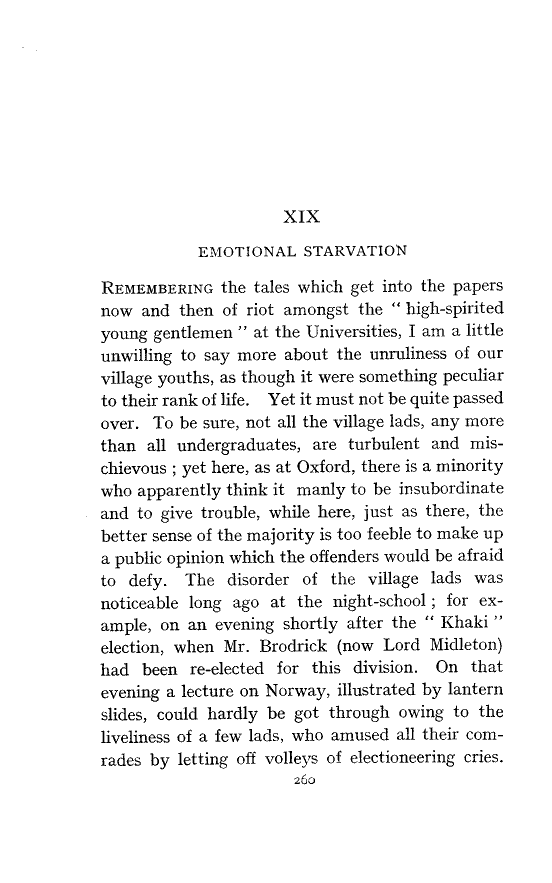 XIX
EMOTIONAL STARVATION
REMEMBERING the tales which get into the papers
now and then of riot amongst the “ high-spirited
young gentlemen ” at the Universities, I am a little
unwilling to say more about the unruliness of our
village youths, as though it were something peculiar
to their rank of life. Yet it must not be quite passed
over. To be sure, not all the village lads, any more
than all undergraduates, are turbulent and mis-
chievous ; yet here, as at Oxford, there is a minority
who apparently think it manly to be insubordinate
and to give trouble, while here, just as there, the
better sense of the majority is too feeble to make up
a public opinion which the offenders would be afraid
to defy. The disorder of the village lads was
noticeable long ago at the night-school ; for ex-
ample, on an evening shortly after the “ Khaki ”
election, when Mr. Brodrick (now Lord Midleton)
had been re-elected for this division. On that
evening a lecture on Norway, illustrated by lantern
slides, could hardly be got through owing to the
liveliness of a few lads, who amused all their com-
rades by letting off volleys of electioneering cries.
260